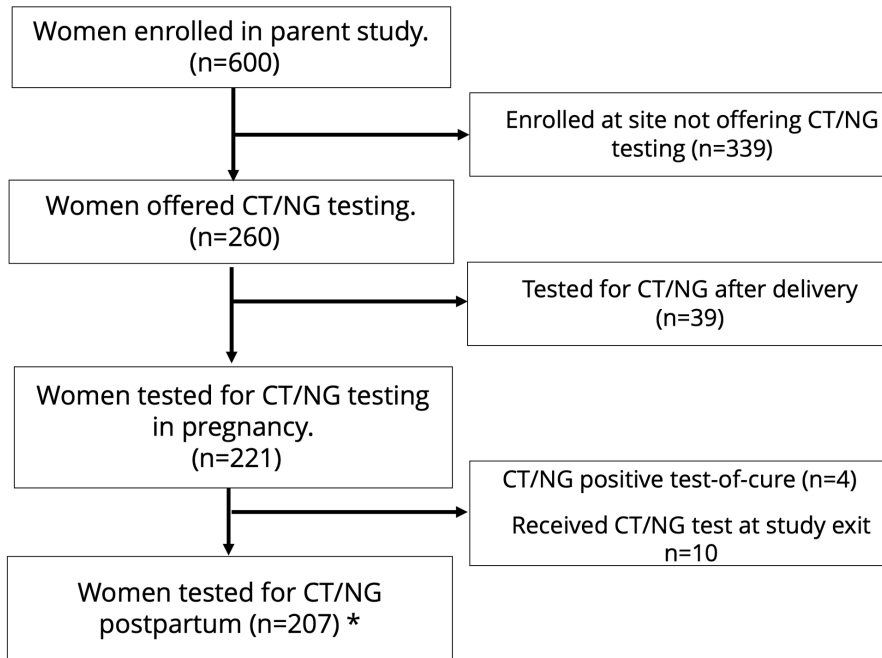 Women enrolled in parent study.
(n=600)
Enrolled at site not offering CT/NG
testing (n=339)
Women offered CT/NG testing.
(n=260)
Tested for CT/NG after delivery
(n=39)
Women tested for CT/NG testing
in pregnancy.
(n=221)
CT/NG positive test-of-cure (n=4)
Received CT/NG test at study exit
n=10
Women tested for CT/NG
postpartum (n=207) *